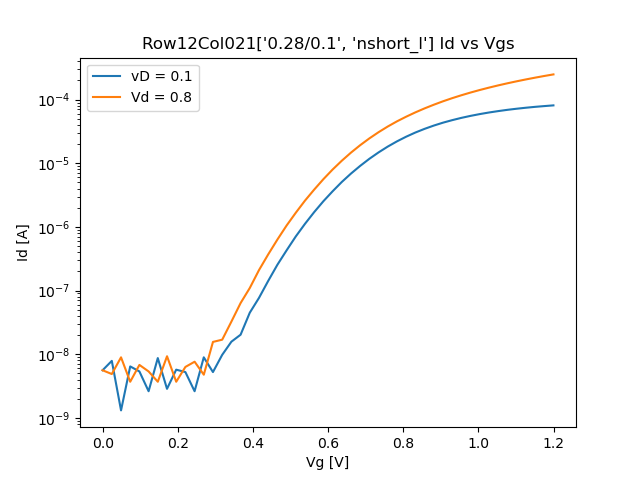 Row12Col021['0.28/0.1', 'nshort_l'] Id vs Vgs
vD = 0.1
Vd = 0.8
Id [A]
10⁻⁴
10⁻⁵
10⁻⁶
10⁻⁷
10⁻⁸
10⁻⁹
0.0 0.2 0.4 0.6 0.8 1.0 1.2
Vg [V]